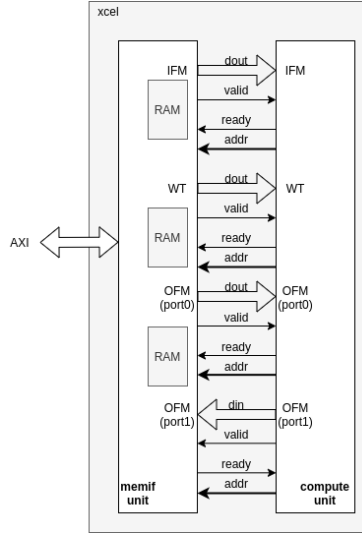 xcel
IFM
dout
IFM
RAM
valid
ready
addr
WT
dout
WT
RAM
valid
ready
addr
AXI
OFM
(port0)
dout
OFM
(port0)
valid
RAM
ready
addr
OFM
(port1)
din
OFM
(port1)
valid
ready
addr
memif
unit
compute
unit